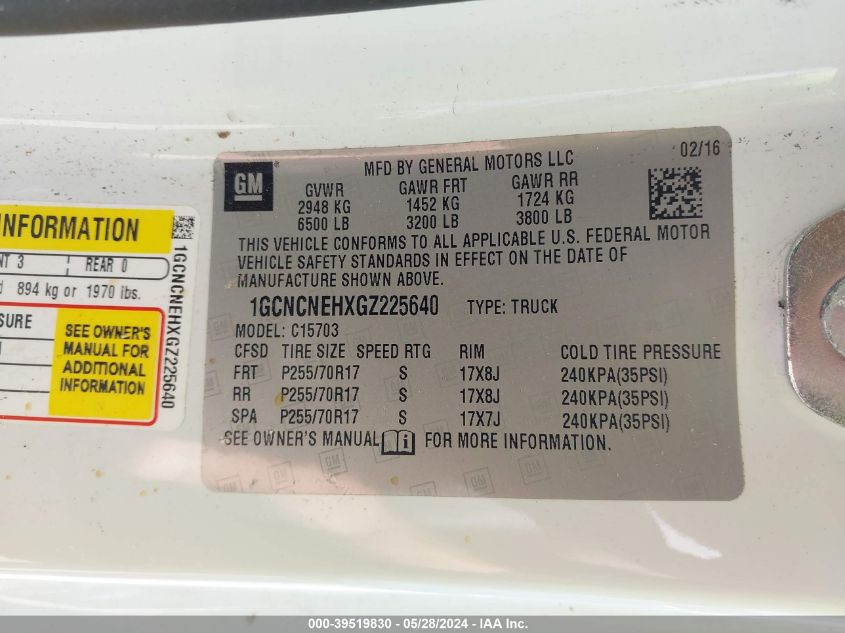 INFORMATION
NT 3 REAR 0
d 894 kg or 1970 lbs.
SURE
SEE OWNER'S
MANUAL FOR
ADDITIONAL
INFORMATION
1GCNCNEHXGZ225640
GM
MFD BY GENERAL MOTORS LLC
02/16
GVWR GAWR FRT GAWR RR
2948 KG 1452 KG 1724 KG
6500 LB 3200 LB 3800 LB
THIS VEHICLE CONFORMS TO ALL APPLICABLE U.S. FEDERAL MOTOR
VEHICLE SAFETY STANDARDS IN EFFECT ON THE DATE OF
MANUFACTURE SHOWN ABOVE.
1GCNCNEHXGZ225640 TYPE: TRUCK
MODEL: C15703
CFSD TIRE SIZE SPEED RTG RIM COLD TIRE PRESSURE
FRT P255/70R17 S 17X8J 240KPA(35PSI)
RR P255/70R17 S 17X8J 240KPA(35PSI)
SPA P255/70R17 S 17X7J 240KPA(35PSI)
SEE OWNER'S MANUAL FOR MORE INFORMATION.
000-39519830 - 05/28/2024 - IAA Inc.